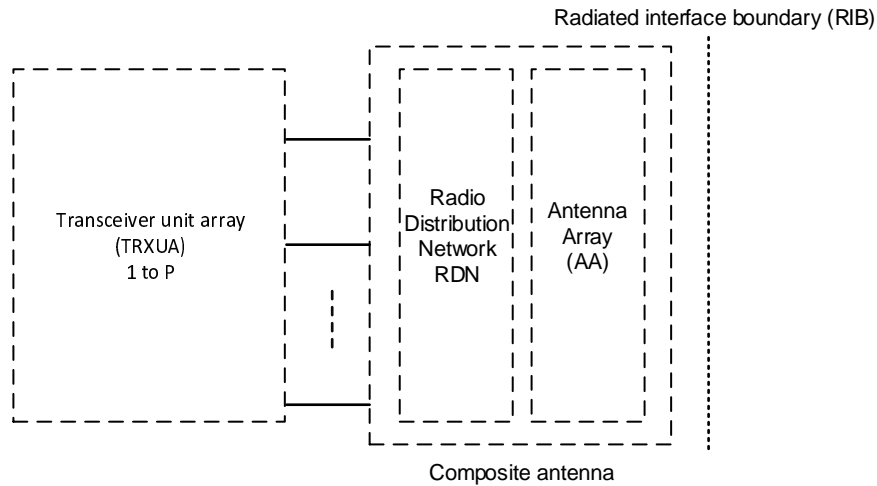 Radiated interface boundary (RIB)
Transceiver unit array
(TRXUA)
1 to P
Radio
Distribution
Network
RDN
Antenna
Array
(AA)
Composite antenna